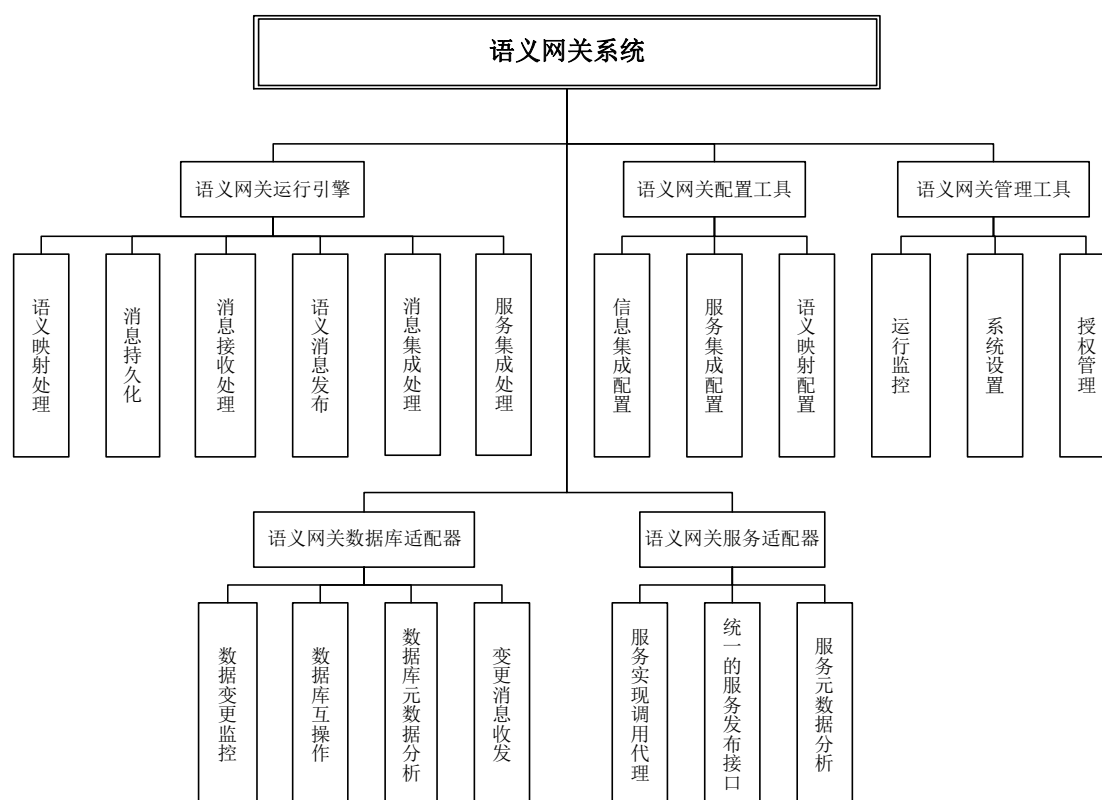 语义网关系统
语义网关运行引擎
语义网关配置工具
语义网关管理工具
语义映射处理
消息持久化
消息接收处理
语义消息发布
消息集成处理
服务集成处理
信息集成配置
服务集成配置
语义映射配置
运行监控
系统设置
授权管理
语义网关数据库适配器
语义网关服务适配器
数据变更监控
数据库互操作
数据库元数据分析
变更消息收发
服务实现调用代理
统一的服务发布接口
服务元数据分析